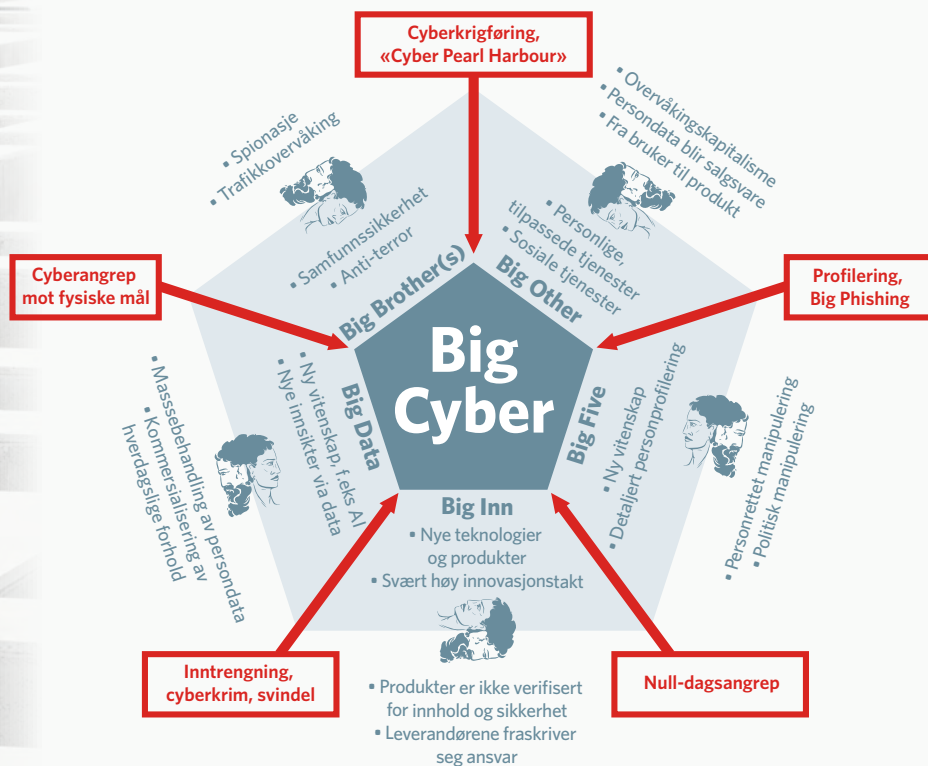 Cyberkrigføring,
«Cyber Pearl Harbour»
▪ Spionasje
▪ Trafikkovervåking
▪ Samfunnssikkerhet
▪ Anti-terror
Big Brother(s)
▪ Overvåkingskapitalisme
▪ Persondata blir salgsvare
▪ Fra bruker til produkt
▪ Personlige,
tilpassede tjenester
▪ Sosiale tjenester
Big Other
Cyberangrep
mot fysiske mål
Profilering,
Big Phishing
Big
Cyber
Big Data
▪ Ny vitenskap, f.eks AI
▪ Nye innsikter via data
▪ Masssebehandling av persondata
▪ Kommersialisering av
hverdagslige forhold
Big Five
▪ Ny vitenskap
▪ Detaljert personprofilering
▪ Personrettet manipulering
▪ Politisk manipulering
Big Inn
▪ Nye teknologier
og produkter
▪ Svært høy innovasjonstakt
Inntrengning,
cyberkrim, svindel
Null-dagsangrep
▪ Produkter er ikke verifisert
for innhold og sikkerhet
▪ Leverandørene fraskriver
seg ansvar